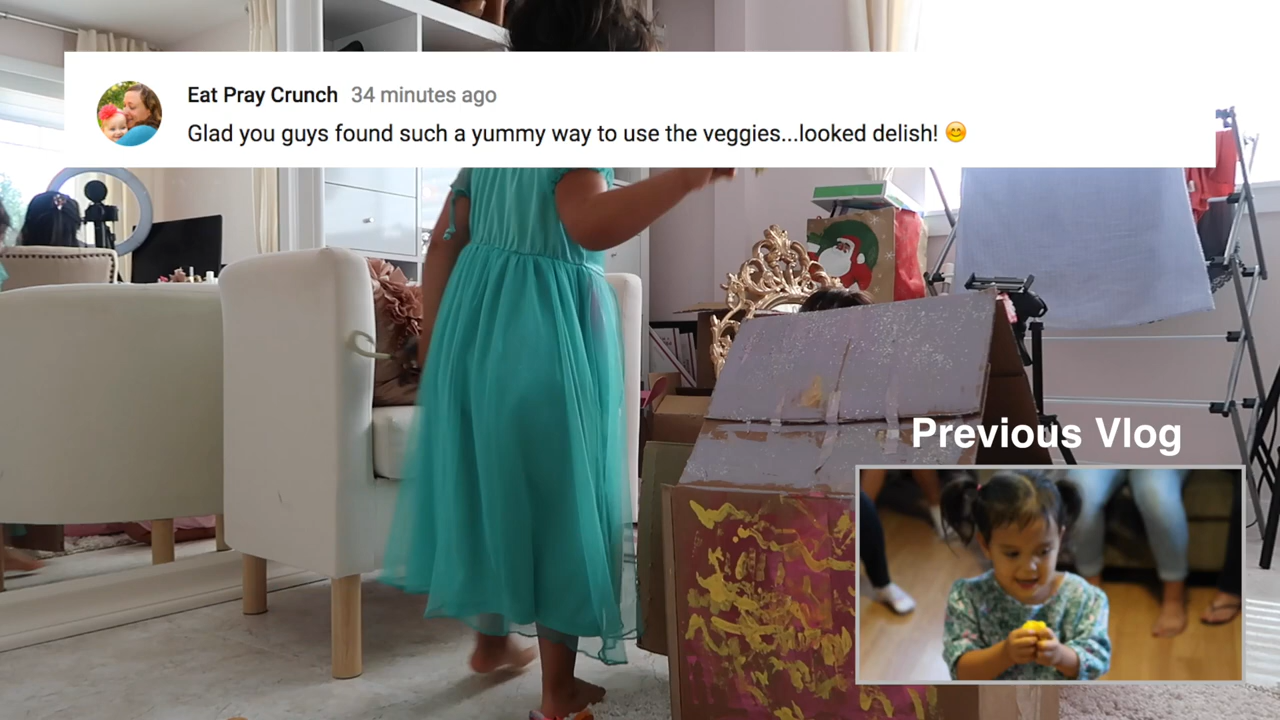 Eat Pray Crunch 34 minutes ago
Glad you guys found such a yummy way to use the veggies...looked delish! 😊
Previous Vlog